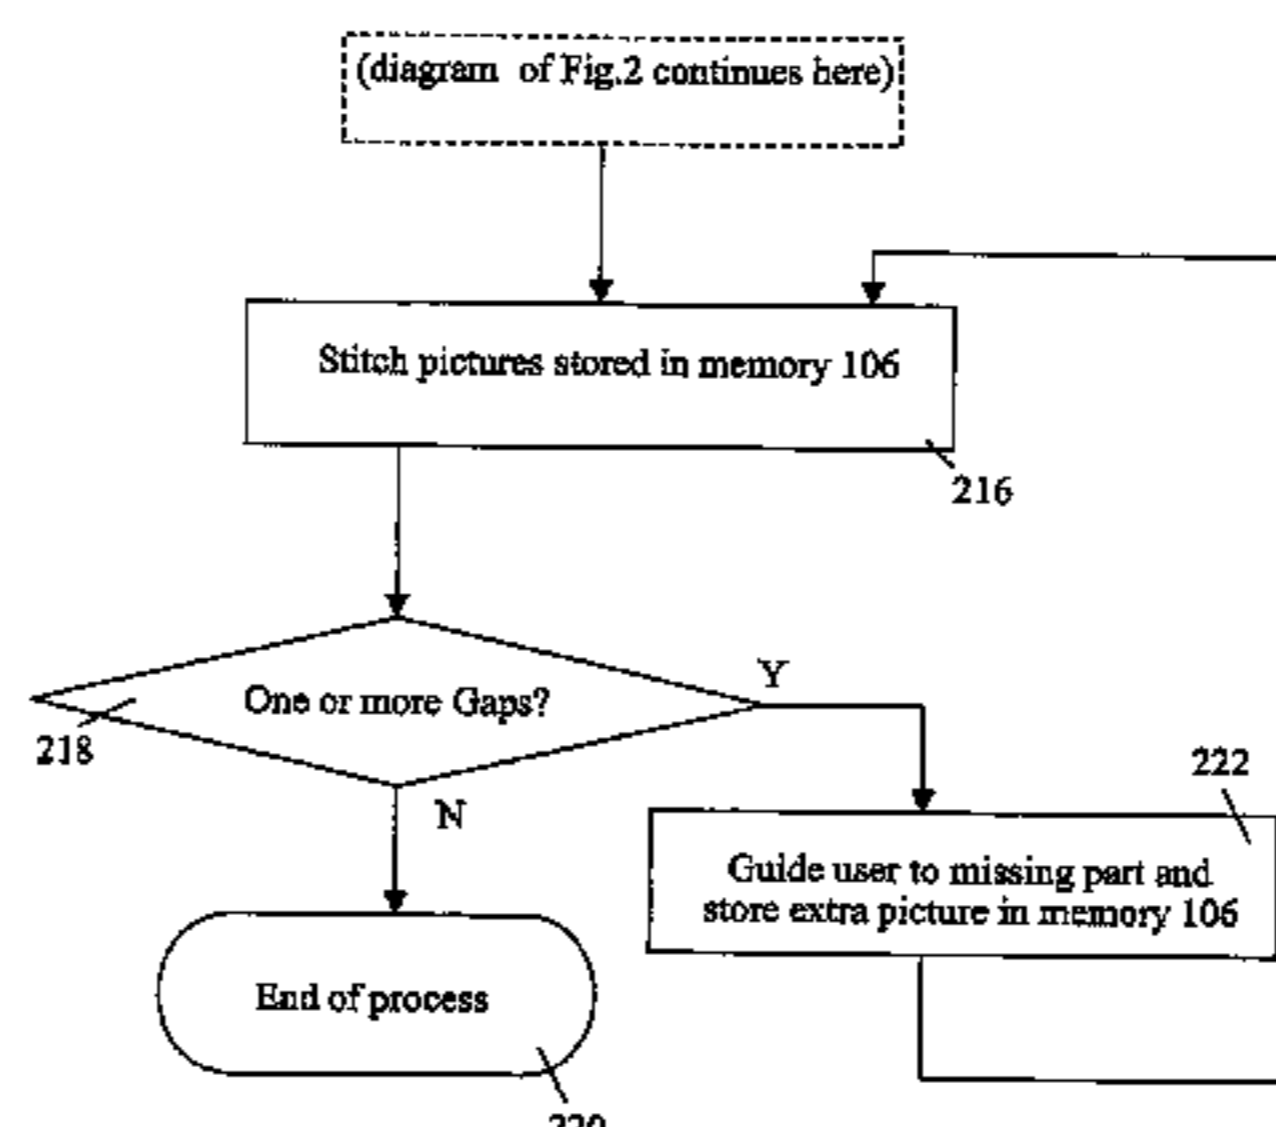 (diagram of Fig.2 continues here)
Stitch pictures stored in memory 106
216
One or more Gaps?
Y
218
N
222
Guide user to missing part and
store extra picture in memory 106
End of process